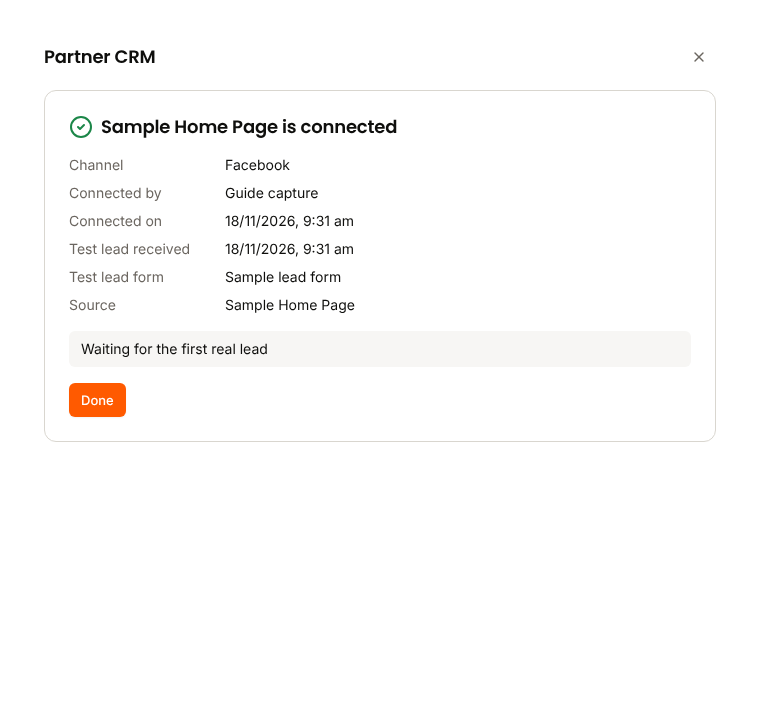 Partner CRM
Sample Home Page is connected
Channel Facebook
Connected by Guide capture
Connected on 18/11/2026, 9:31 am
Test lead received 18/11/2026, 9:31 am
Test lead form Sample lead form
Source Sample Home Page
Waiting for the first real lead
Done